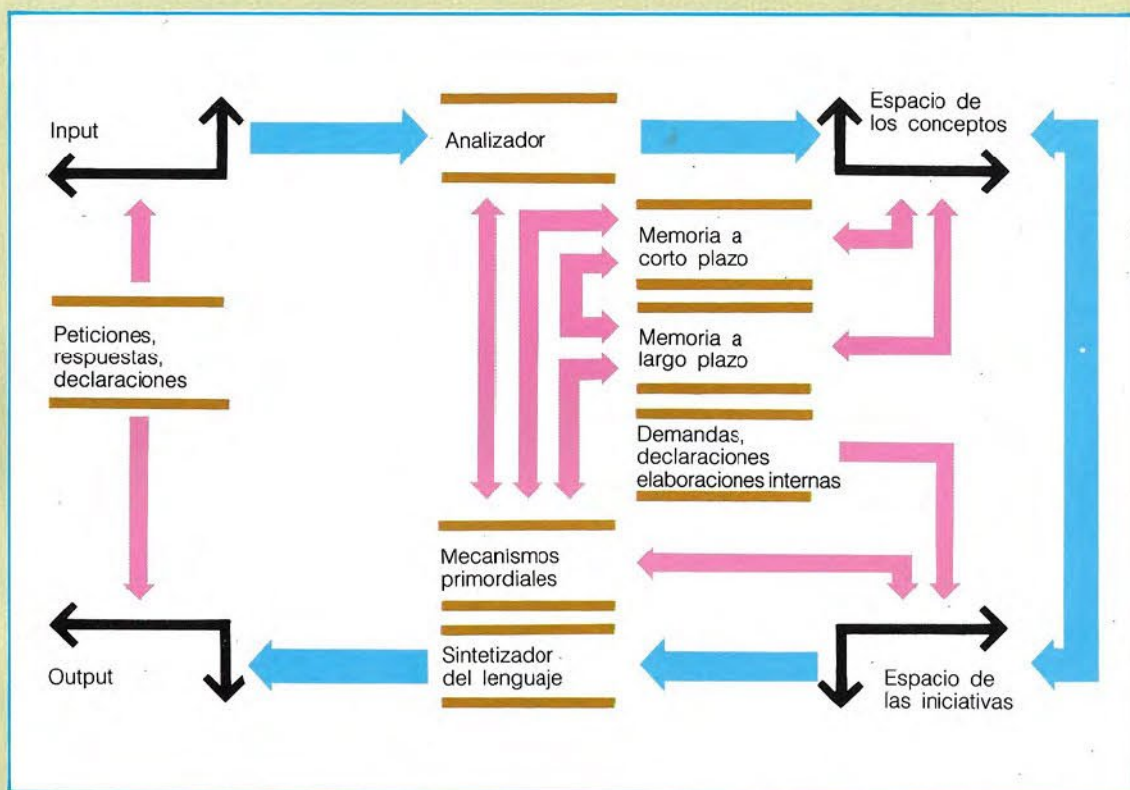 Input
Analizador
Espacio de
los conceptos
Memoria a
corto plazo
Peticiones,
respuestas,
declaraciones
Memoria a
largo plazo
Demandas,
declaraciones
elaboraciones internas
Mecanismos
primordiales
Output
Sintetizador
del lenguaje
Espacio de
las iniciativas